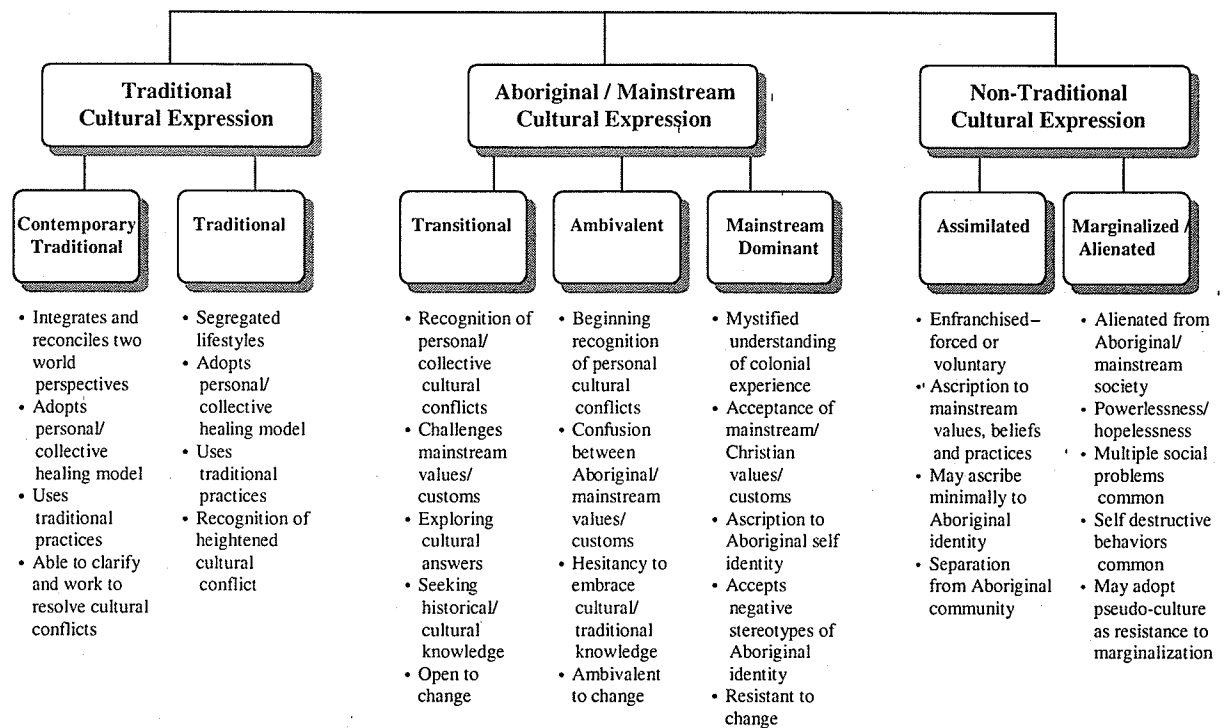 Traditional
Cultural Expression
Aboriginal / Mainstream
Cultural Expression
Non-Traditional
Cultural Expression
Contemporary
Traditional
Traditional
Transitional
Ambivalent
Mainstream
Dominant
Assimilated
Marginalized /
Alienated
• Integrates and
reconciles two
world
perspectives
• Adopts
personal/
collective
healing model
• Uses
traditional
practices
• Able to clarify
and work to
resolve cultural
conflicts
• Segregated
lifestyles
• Adopts
personal/
collective
healing model
• Uses
traditional
practices
• Recognition of
heightened
cultural
conflict
• Recognition of
personal/
collective
cultural
conflicts
• Challenges
mainstream
values/
customs
• Exploring
cultural
answers
• Seeking
historical/
cultural
knowledge
• Open to
change
• Beginning
recognition
of personal
cultural
conflicts
• Confusion
between
Aboriginal/
mainstream
values/
customs
• Hesitancy to
embrace
cultural/
traditional
knowledge
• Ambivalent
to change
• Mystified
understanding
of colonial
experience
• Acceptance of
mainstream/
Christian
values/
customs
• Ascription to
Aboriginal self
identity
• Accepts
negative
stereotypes of
Aboriginal
identity
• Resistant to
change
• Enfranchised–
forced or
voluntary
• Ascription to
mainstream
values, beliefs
and practices
• May ascribe
minimally to
Aboriginal
identity
• Separation
from Aboriginal
community
• Alienated from
Aboriginal/
mainstream
society
• Powerlessness/
hopelessness
• Multiple social
problems
common
• Self destructive
behaviors
common
• May adopt
pseudo-culture
as resistance to
marginalization